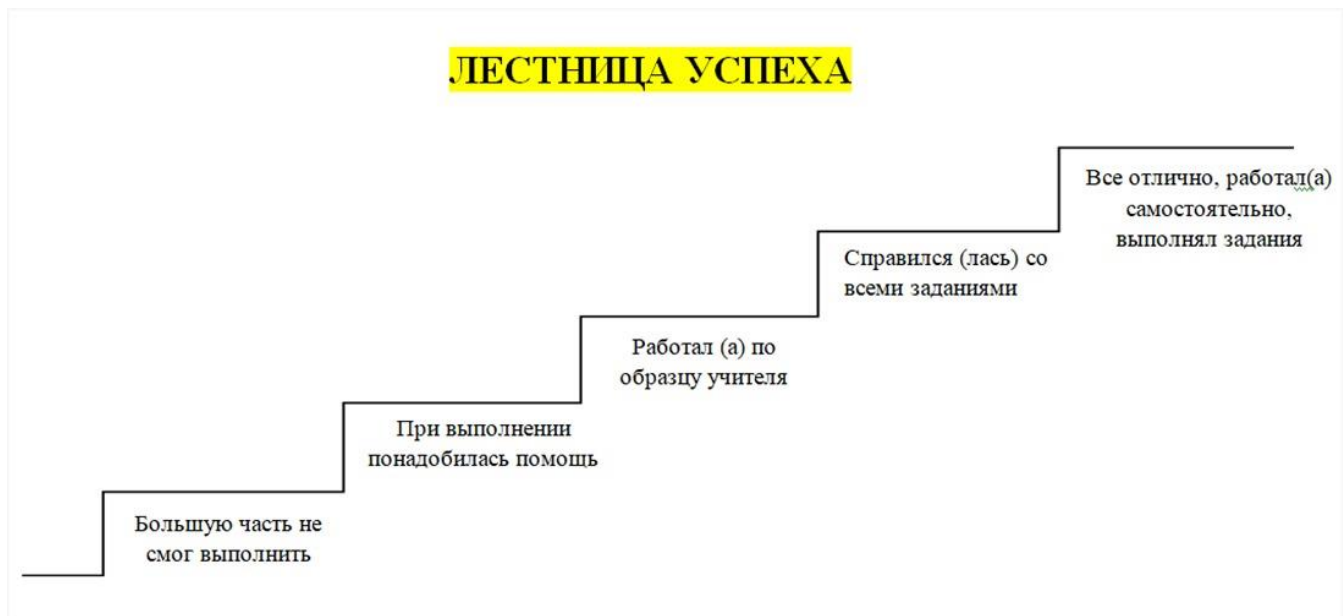 ЛЕСТНИЦА УСПЕХА
Все отлично, работал(а)
самостоятельно,
выполнял задания
Справился (лась) со
всеми заданиями
Работал (а) по
образцу учителя
При выполнении
понадобилась помощь
Большую часть не
смог выполнить